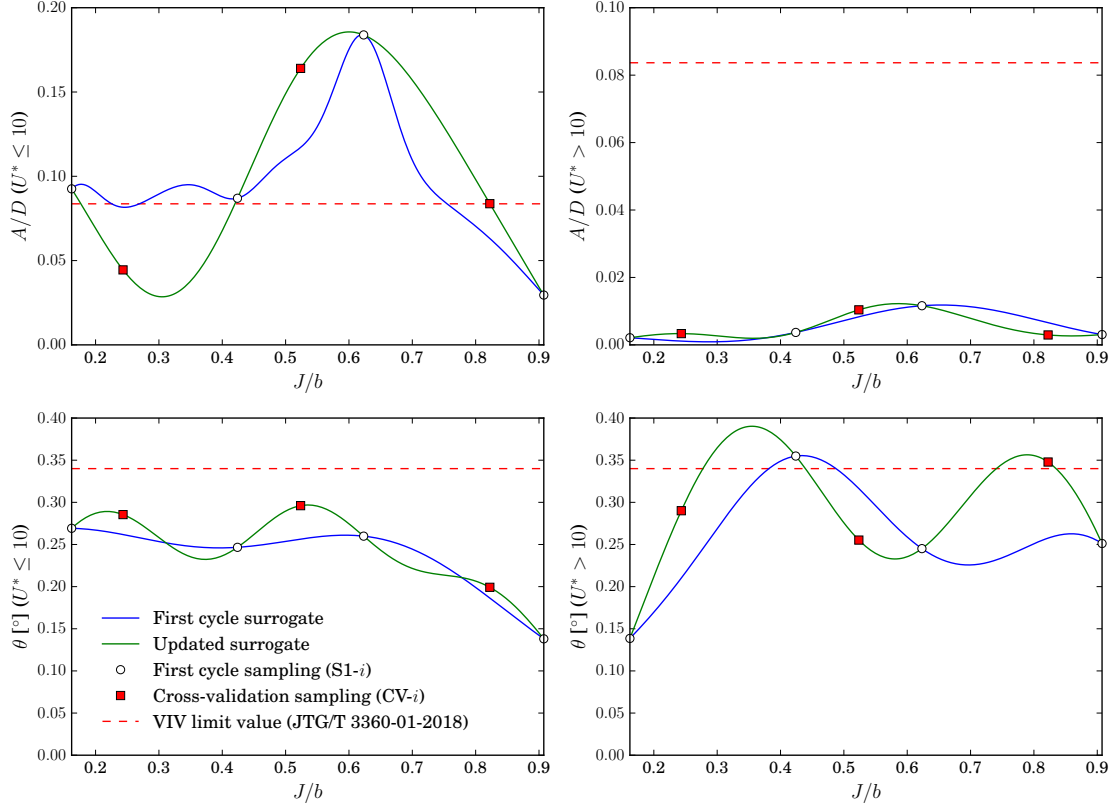 0.20
0.15
0.10
0.05
0.00
A/D (U* ≤ 10)
0.2 0.3 0.4 0.5 0.6 0.7 0.8 0.9
J/b
0.10
0.08
0.06
0.04
0.02
0.00
A/D (U* > 10)
0.2 0.3 0.4 0.5 0.6 0.7 0.8 0.9
J/b
0.40
0.35
0.30
0.25
0.20
0.15
0.10
0.05
0.00
θ [°] (U* ≤ 10)
First cycle surrogate
Updated surrogate
First cycle sampling (S1-i)
Cross-validation sampling (CV-i)
VIV limit value (JTG/T 3360-01-2018)
0.2 0.3 0.4 0.5 0.6 0.7 0.8 0.9
J/b
0.40
0.35
0.30
0.25
0.20
0.15
0.10
0.05
0.00
θ [°] (U* > 10)
0.2 0.3 0.4 0.5 0.6 0.7 0.8 0.9
J/b